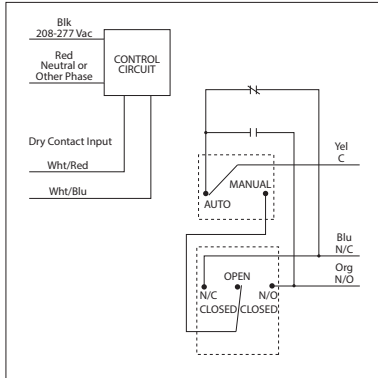 Blk
208-277 Vac
Red
Neutral or
Other Phase
CONTROL
CIRCUIT
Dry Contact Input
Wht/Red
Wht/Blu
Yel
C
MANUAL
AUTO
Blu
N/C
OPEN
Org
N/O
N/C
N/O
CLOSED
CLOSED